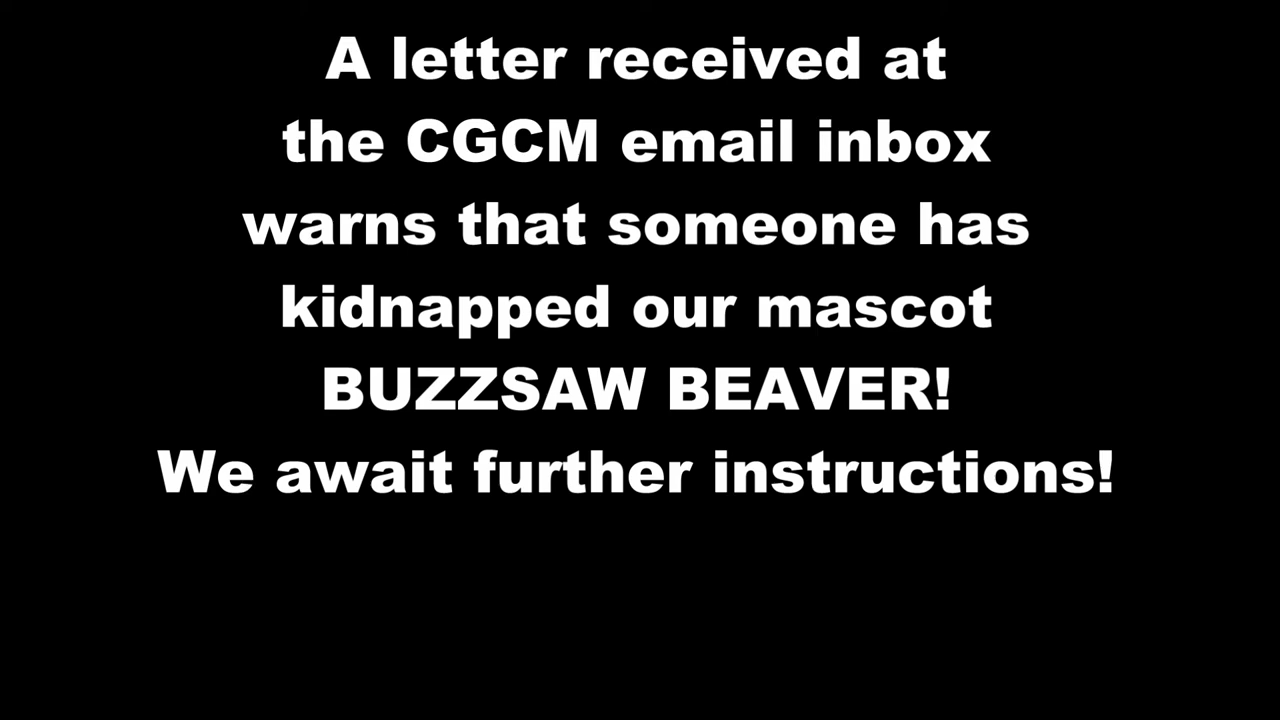 A letter received at
the CGCM email inbox
warns that someone has
kidnapped our mascot
BUZZSAW BEAVER!
We await further instructions!